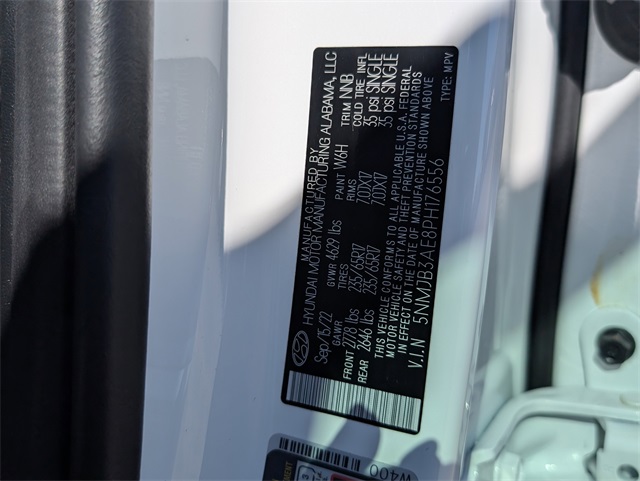 MANUFACTURED BY
HYUNDAI MOTOR MANUFACTURING ALABAMA, LLC
Sep/15/22 GVWR 4629 lbs PAINT W6H TRIM NNB
GAWR TIRES RIMS COLD TIRE INFL
FRONT 2778 lbs 235/65R17 7.0JX17 35 psi SINGLE
REAR 2646 lbs 235/65R17 7.0JX17 35 psi SINGLE
THIS VEHICLE CONFORMS TO ALL APPLICABLE U.S.A. FEDERAL
MOTOR VEHICLE SAFETY AND THEFT PREVENTION STANDARDS
IN EFFECT ON THE DATE OF MANUFACTURE SHOWN ABOVE
V.I.N 5NMJB3AE8PH176556 TYPE: MPV
W400